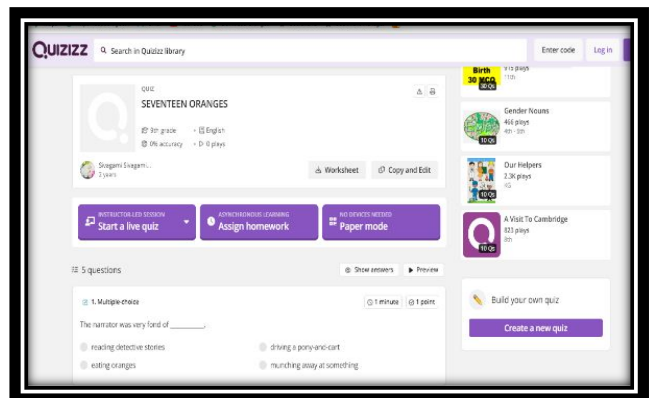 QUIZIZZ
Search in Quizizz library
Enter code
Log in
QUIZ
SEVENTEEN ORANGES
9th grade • English
0% accuracy • 0 plays
Sivagami Sivagami...
2 years
Worksheet
Copy and Edit
INSTRUCTOR-LED SESSION
Start a live quiz
ASYNCHRONOUS LEARNING
Assign homework
NO DEVICES NEEDED
Paper mode
5 questions
Show answers
Preview
1. Multiple-choice
1 minute
1 point
The narrator was very fond of ________.
reading detective stories
driving a pony-and-cart
eating oranges
munching away at something
Birth
30 MCQ
30 Qs
11th
Gender Nouns
466 plays
4th - 5th
10 Qs
Our Helpers
2.3K plays
KG
10 Qs
A Visit To Cambridge
823 plays
8th
10 Qs
Build your own quiz
Create a new quiz